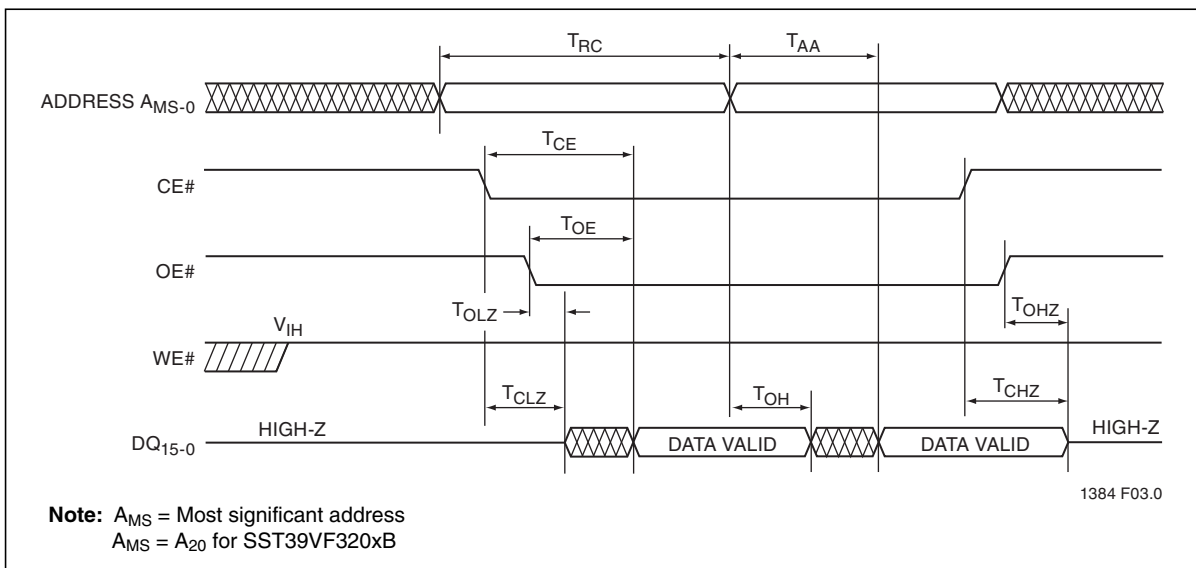 TRC TAA
ADDRESS AMS-0
TCE
CE#
TOE
OE#
TOLZ TOHZ
VIH
WE#
TCLZ TOH TCHZ
HIGH-Z HIGH-Z
DQ15-0 DATA VALID DATA VALID
1384 F03.0
Note: AMS = Most significant address
AMS = A20 for SST39VF320xB